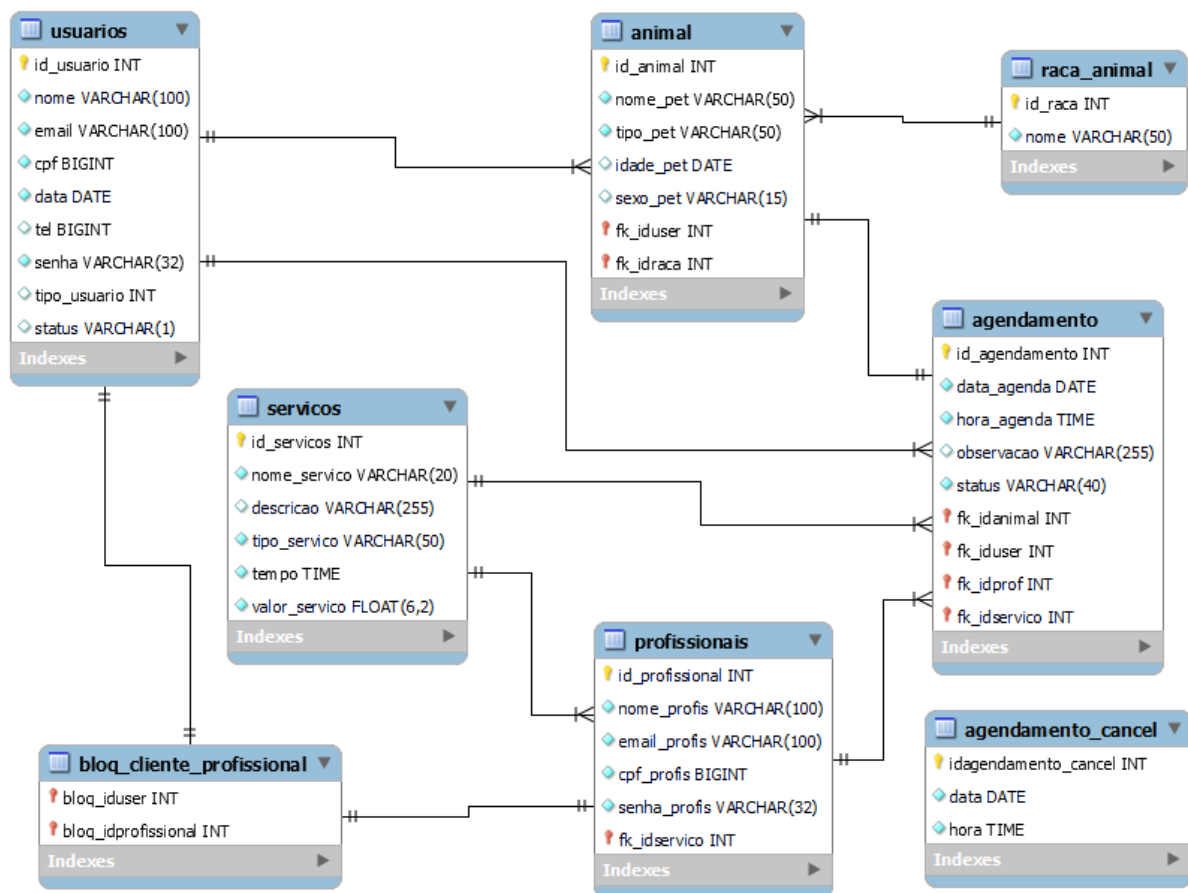 usuarios
id_usuario INT
nome VARCHAR(100)
email VARCHAR(100)
cpf BIGINT
data DATE
tel BIGINT
senha VARCHAR(32)
tipo_usuario INT
status VARCHAR(1)
Indexes
animal
id_animal INT
nome_pet VARCHAR(50)
tipo_pet VARCHAR(50)
idade_pet DATE
sexo_pet VARCHAR(15)
fk_iduser INT
fk_idraca INT
Indexes
raca_animal
id_raca INT
nome VARCHAR(50)
Indexes
agendamento
id_agendamento INT
data_agenda DATE
hora_agenda TIME
observacao VARCHAR(255)
status VARCHAR(40)
fk_idanimal INT
fk_iduser INT
fk_idprof INT
fk_idservico INT
Indexes
servicos
id_servicos INT
nome_servico VARCHAR(20)
descricao VARCHAR(255)
tipo_servico VARCHAR(50)
tempo TIME
valor_servico FLOAT(6,2)
Indexes
profissionais
id_profissional INT
nome_profis VARCHAR(100)
email_profis VARCHAR(100)
cpf_profis BIGINT
senha_profis VARCHAR(32)
fk_idservico INT
Indexes
bloq_cliente_profissional
bloq_iduser INT
bloq_idprofissional INT
Indexes
agendamento_cancel
idagendamento_cancel INT
data DATE
hora TIME
Indexes